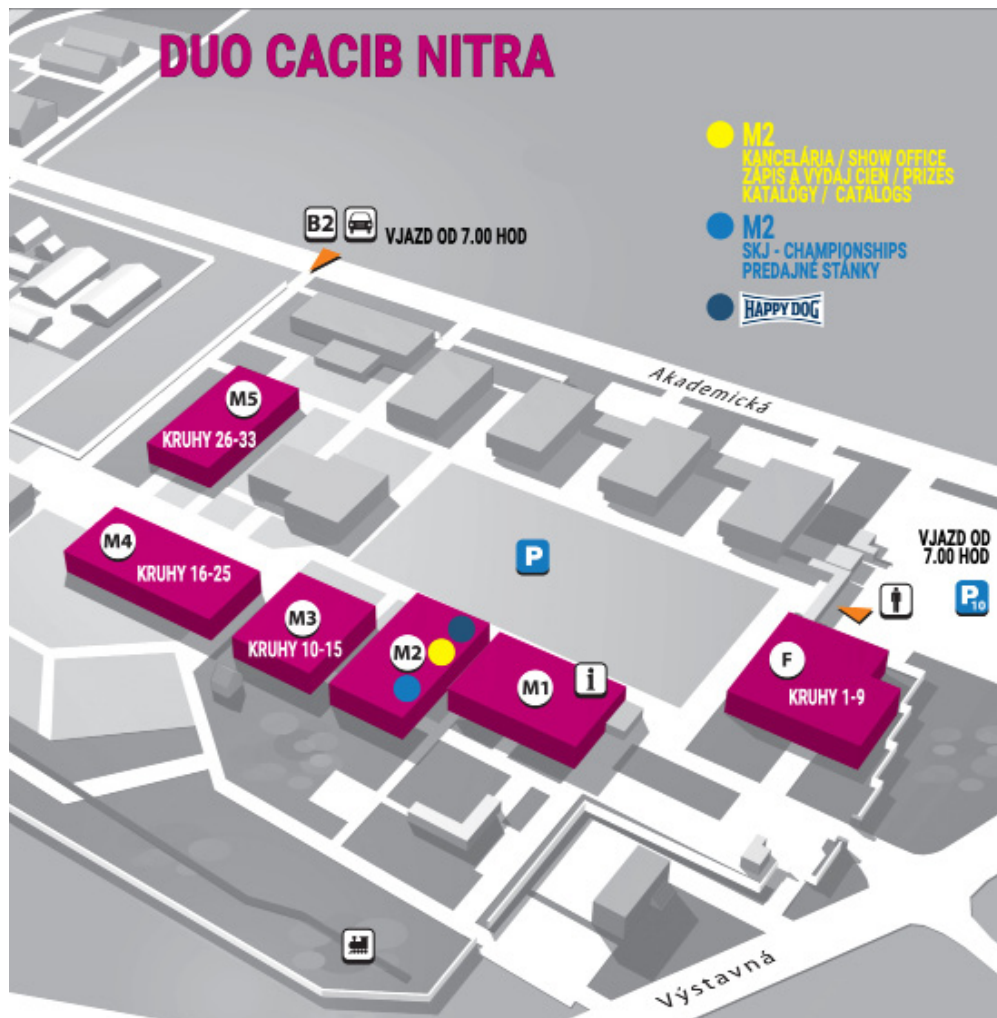 DUO CACIB NITRA
M2
KANCELÁRIA / SHOW OFFICE
ZÁPIS A VÝDAJ CIEN / PRIZES
KATALÓGY / CATALOGS
M2
SKJ - CHAMPIONSHIPS
PREDAJNÉ STÁNKY
HAPPY DOG
B2
VJAZD OD 7.00 HOD
Akademická
M5
KRUHY 26-33
M4
KRUHY 16-25
P
VJAZD OD
7.00 HOD
P10
M3
KRUHY 10-15
M2
M1
i
F
KRUHY 1-9
Výstavná